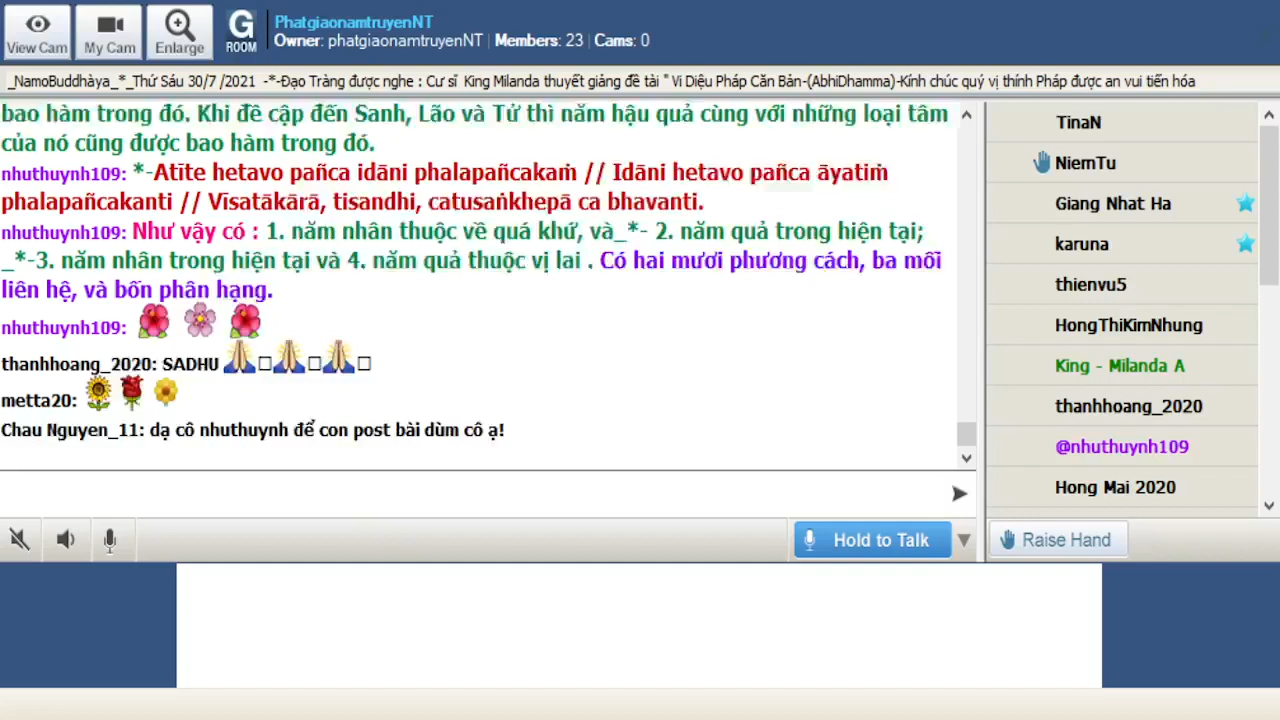 View Cam
My Cam
Enlarge
G
ROOM
PhatgiaonamtruyenNT
Owner: phatgiaonamtruyenNT | Members: 23 | Cams: 0
_NamoBuddhàya_*_Thứ Sáu 30/7 /2021 -*-Đạo Tràng được nghe : Cư sĩ King Milanda thuyết giảng đề tài " Vi Diệu Pháp Căn Bản-(AbhiDhamma)-Kính chúc quý vị thính Pháp được an vui tiến hóa
bao hàm trong đó. Khi đề cập đến Sanh, Lão và Tử thì năm hậu quả cùng với những loại tâm
của nó cũng được bao hàm trong đó.
nhuthuynh109: *-Atīte hetavo pañca idāni phalapañcakaṁ // Idāni hetavo pañca āyatiṁ
phalapañcakanti // Vīsatākārā, tisandhi, catusaṅkhepā ca bhavanti.
nhuthuynh109: Như vậy có : 1. năm nhân thuộc về quá khứ, và_*- 2. năm quả trong hiện tại;
_*-3. năm nhân trong hiện tại và 4. năm quả thuộc vị lai . Có hai mươi phương cách, ba mối
liên hệ, và bốn phân hạng.
nhuthuynh109:
thanhhoang_2020: SADHU
metta20:
Chau Nguyen_11: dạ cô nhuthuynh để con post bài dùm cô ạ!
Hold to Talk
TinaN
NiemTu
Giang Nhat Ha
karuna
thienvu5
HongThiKimNhung
King - Milanda A
thanhhoang_2020
@nhuthuynh109
Hong Mai 2020
Raise Hand